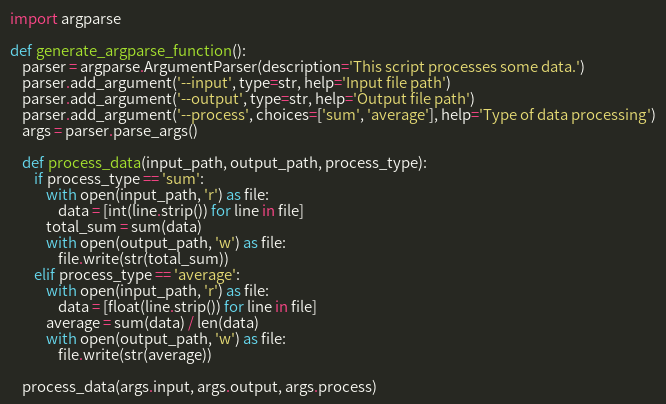 import argparse

def generate_argparse_function():
    parser = argparse.ArgumentParser(description='This script processes some data.')
    parser.add_argument('--input', type=str, help='Input file path')
    parser.add_argument('--output', type=str, help='Output file path')
    parser.add_argument('--process', choices=['sum', 'average'], help='Type of data processing')
    args = parser.parse_args()

    def process_data(input_path, output_path, process_type):
        if process_type == 'sum':
            with open(input_path, 'r') as file:
                data = [int(line.strip()) for line in file]
            total_sum = sum(data)
            with open(output_path, 'w') as file:
                file.write(str(total_sum))
        elif process_type == 'average':
            with open(input_path, 'r') as file:
                data = [float(line.strip()) for line in file]
            average = sum(data) / len(data)
            with open(output_path, 'w') as file:
                file.write(str(average))

    process_data(args.input, args.output, args.process)